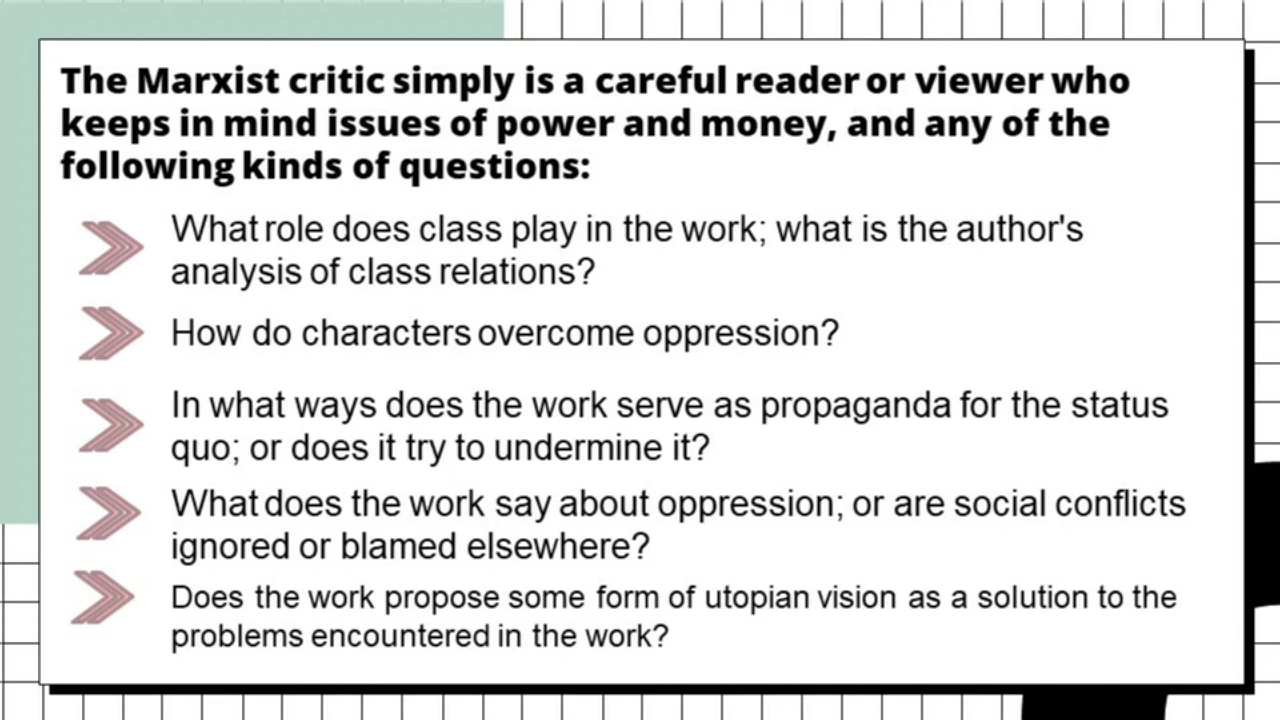 The Marxist critic simply is a careful reader or viewer who
keeps in mind issues of power and money, and any of the
following kinds of questions:
What role does class play in the work; what is the author's
analysis of class relations?
How do characters overcome oppression?
In what ways does the work serve as propaganda for the status
quo; or does it try to undermine it?
What does the work say about oppression; or are social conflicts
ignored or blamed elsewhere?
Does the work propose some form of utopian vision as a solution to the
problems encountered in the work?